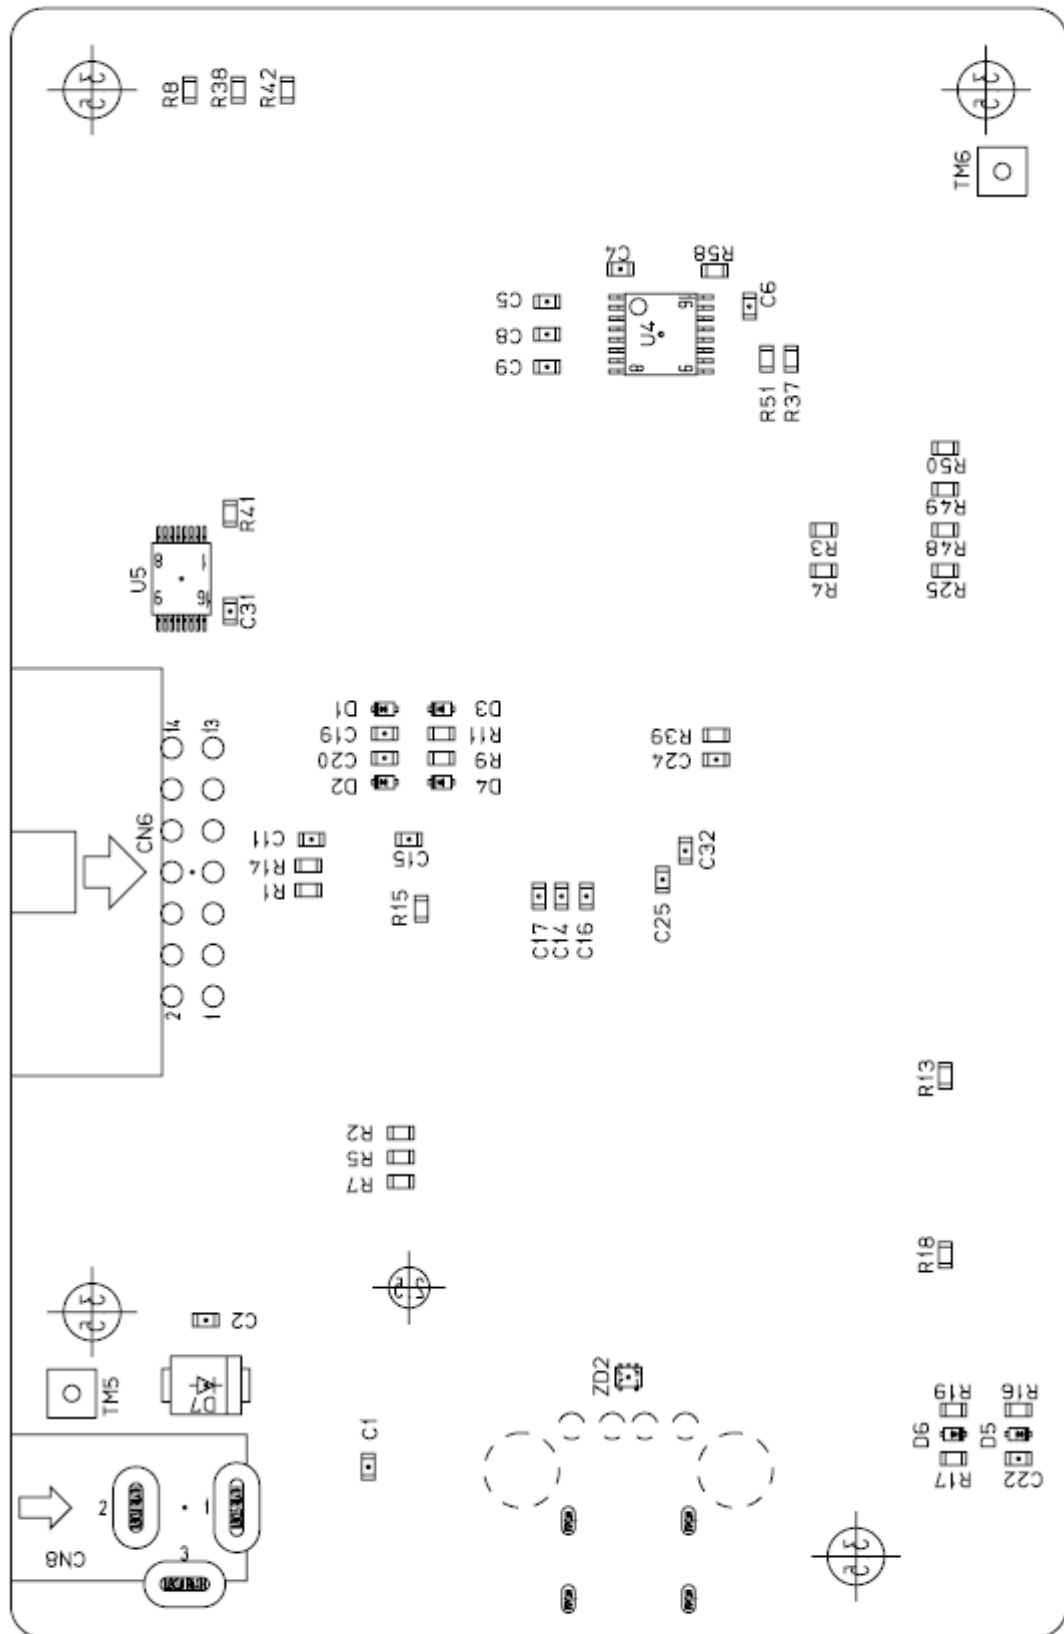 R8
R38
R42
TM6
C4
R58
C5
16
C6
C8
U4
C9
8
9
R51
R37
R50
R49
R41
R3
R48
8
1
U5
9
16
R4
R25
C31
14
13
D1
D3
C19
R11
R39
C20
R9
C24
D2
D4
CN6
C11
C15
C32
R14
R1
R15
C25
C17
C14
C16
2
1
R13
R2
R5
R7
R18
C2
ZD2
TM5
D7
R19
R16
C1
D6
D5
R17
C22
2
1
3
CN8